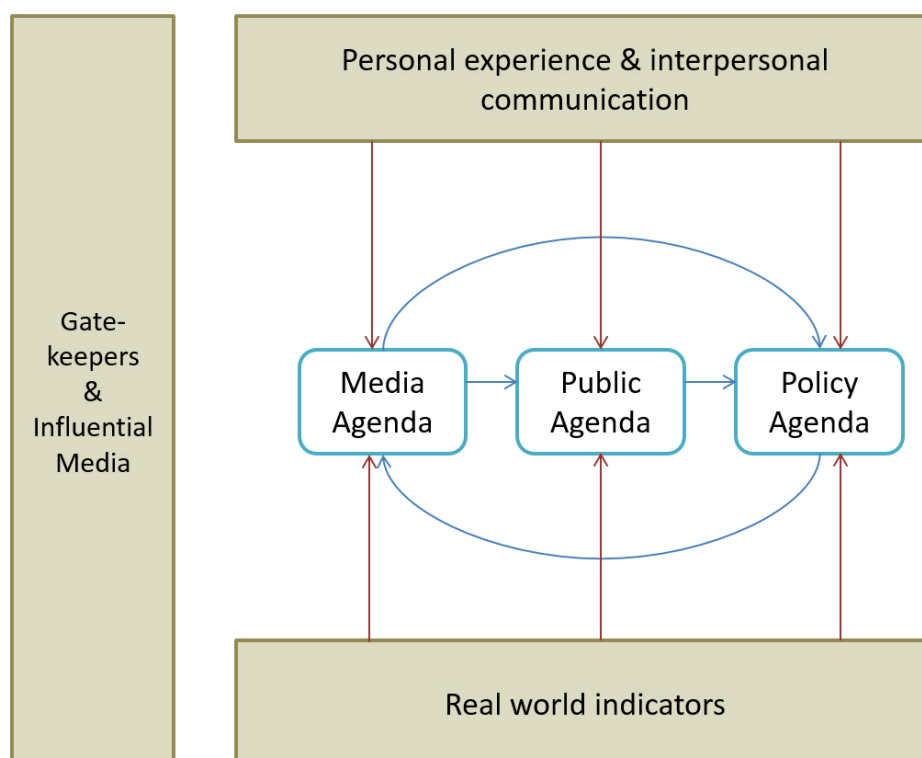 Personal experience & interpersonal
communication
Gate-
keepers
&
Influential
Media
Media
Agenda
Public
Agenda
Policy
Agenda
Real world indicators